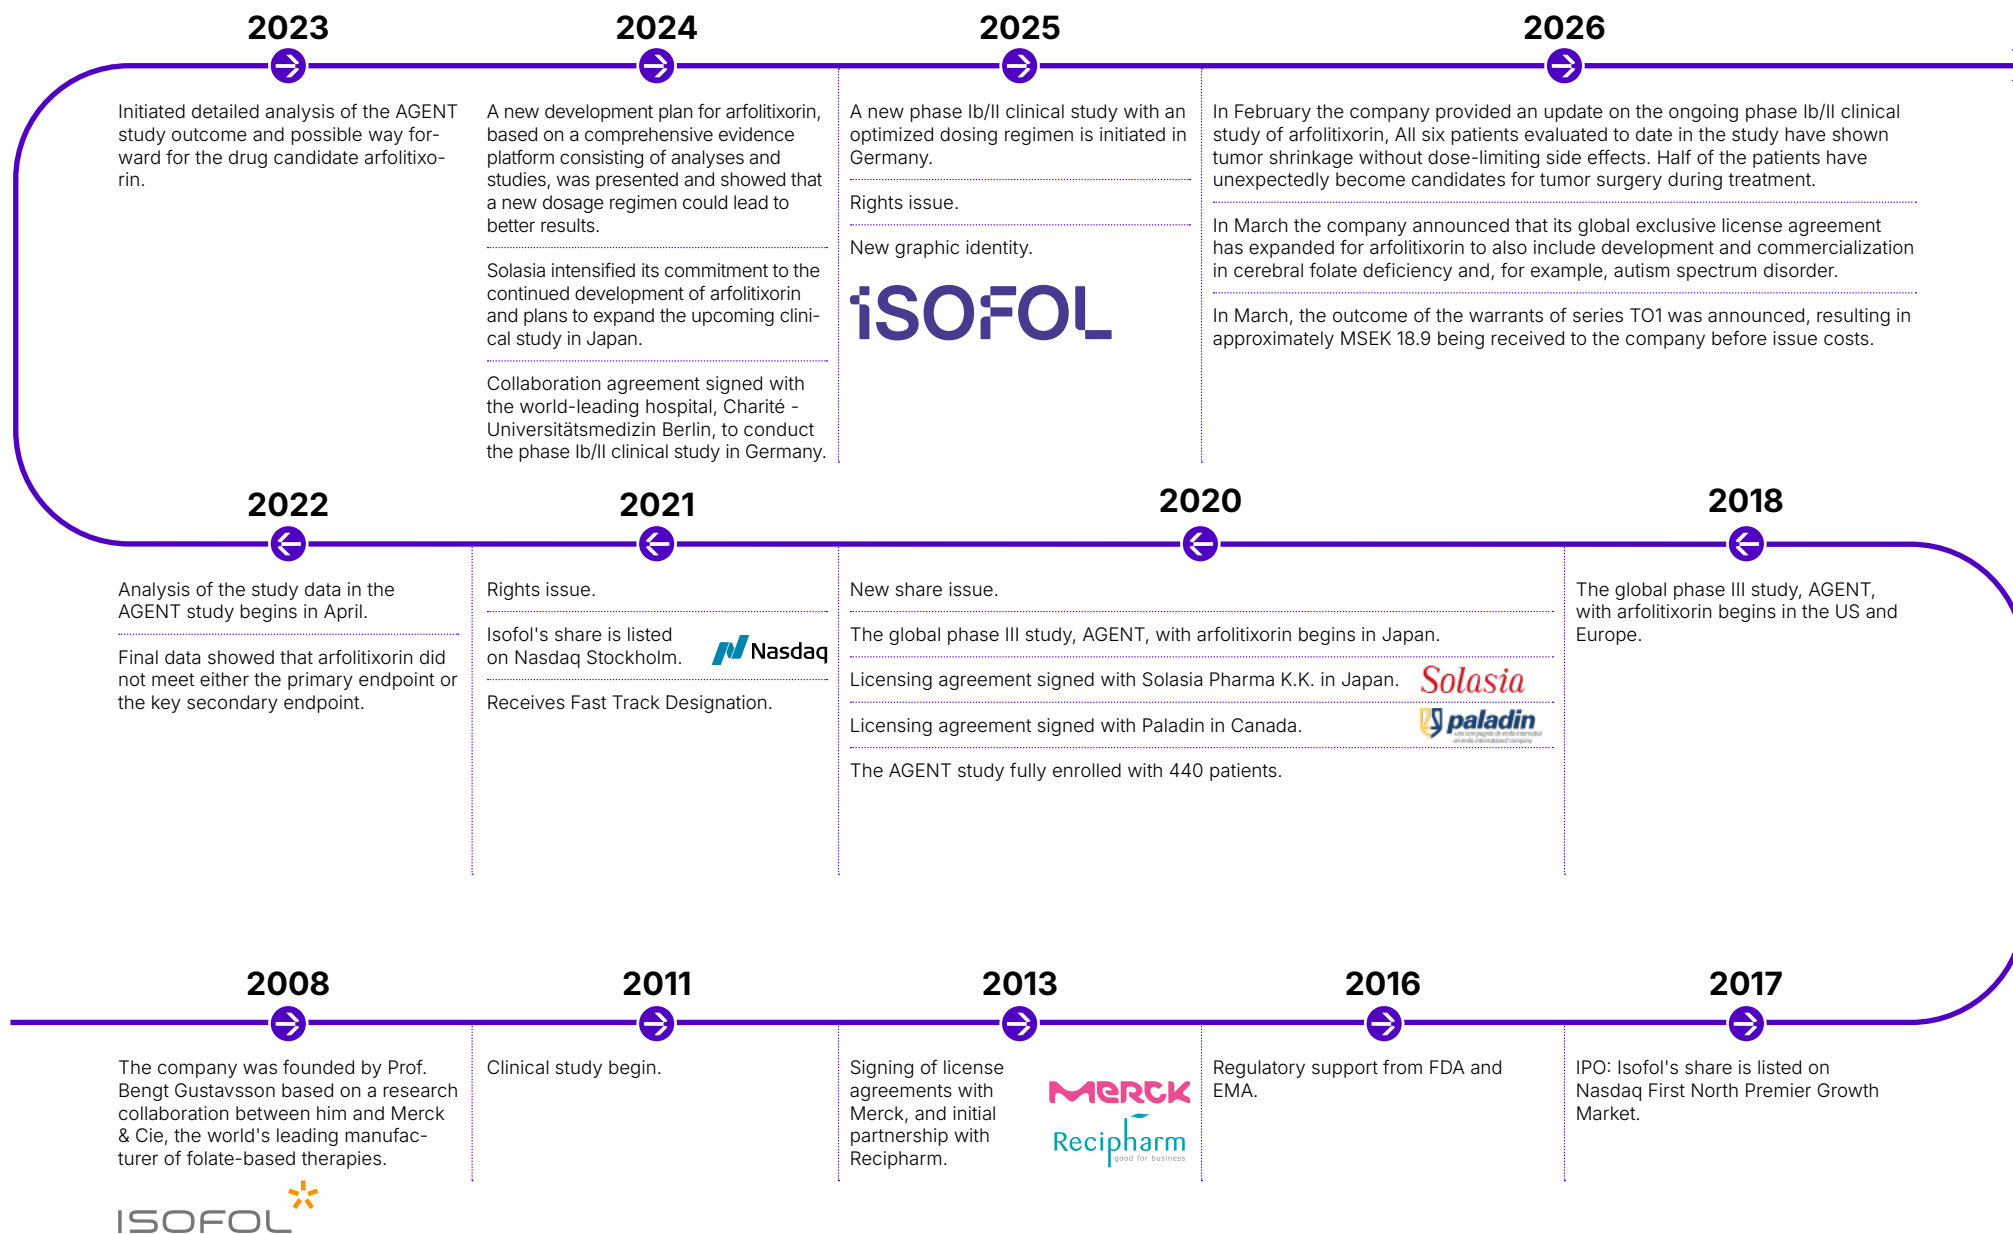 2023
Initiated detailed analysis of the AGENT
study outcome and possible way for-
ward for the drug candidate arfolitixo-
rin.
2024
A new development plan for arfolitixorin,
based on a comprehensive evidence
platform consisting of analyses and
studies, was presented and showed that
a new dosage regimen could lead to
better results.
Solasia intensified its commitment to the
continued development of arfolitixorin
and plans to expand the upcoming clini-
cal study in Japan.
Collaboration agreement signed with
the world-leading hospital, Charité -
Universitätsmedizin Berlin, to conduct
the phase Ib/II clinical study in Germany.
2025
A new phase Ib/II clinical study with an
optimized dosing regimen is initiated in
Germany.
Rights issue.
New graphic identity.
iSOFOL
2026
In February the company provided an update on the ongoing phase Ib/II clinical
study of arfolitixorin, All six patients evaluated to date in the study have shown
tumor shrinkage without dose-limiting side effects. Half of the patients have
unexpectedly become candidates for tumor surgery during treatment.
In March the company announced that its global exclusive license agreement
has expanded for arfolitixorin to also include development and commercialization
in cerebral folate deficiency and, for example, autism spectrum disorder.
In March, the outcome of the warrants of series TO1 was announced, resulting in
approximately MSEK 18.9 being received to the company before issue costs.
2022
Analysis of the study data in the
AGENT study begins in April.
Final data showed that arfolitixorin did
not meet either the primary endpoint or
the key secondary endpoint.
2021
Rights issue.
Isofol's share is listed
on Nasdaq Stockholm.
Nasdaq
Receives Fast Track Designation.
2020
New share issue.
The global phase III study, AGENT, with arfolitixorin begins in Japan.
Licensing agreement signed with Solasia Pharma K.K. in Japan.
Solasia
Licensing agreement signed with Paladin in Canada.
paladin
une compagnie de endo internation
an endo international company
The AGENT study fully enrolled with 440 patients.
2018
The global phase III study, AGENT,
with arfolitixorin begins in the US and
Europe.
2008
The company was founded by Prof.
Bengt Gustavsson based on a research
collaboration between him and Merck
& Cie, the world's leading manufac-
turer of folate-based therapies.
ISOFOL
2011
Clinical study begin.
2013
Signing of license
agreements with
Merck, and initial
partnership with
Recipharm.
MERCK
Recipharm
good for business
2016
Regulatory support from FDA and
EMA.
2017
IPO: Isofol's share is listed on
Nasdaq First North Premier Growth
Market.